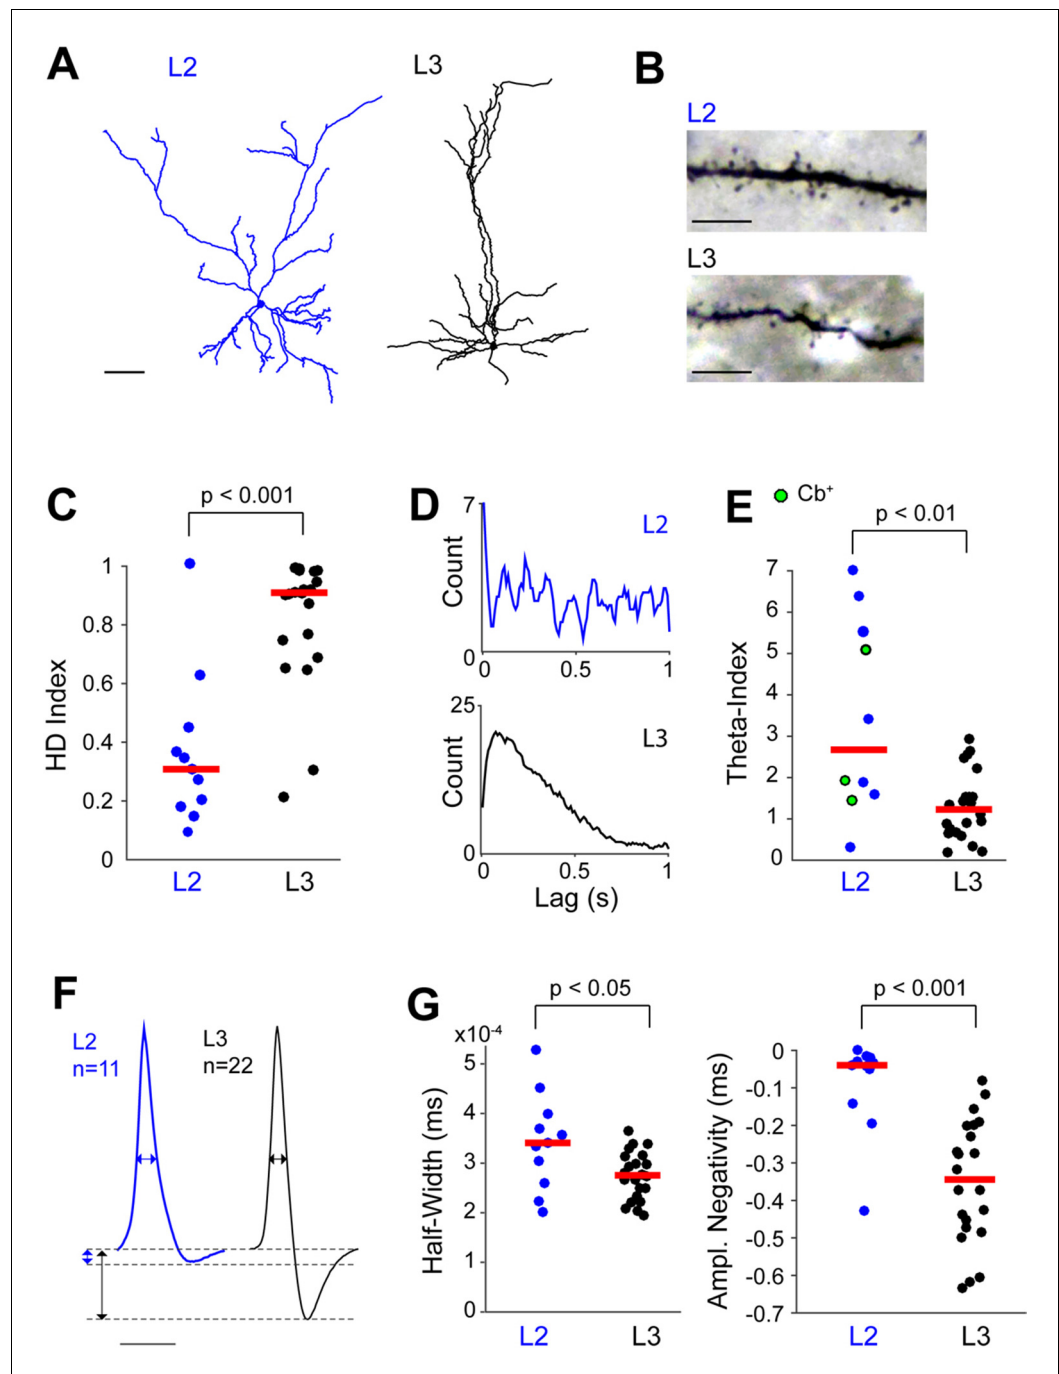 A
L2
L3
B
L2
L3
C
p < 0.001
HD Index
1
0.8
0.6
0.4
0.2
0
L2
L3
D
7
Count
L2
0
0
0.5
1
25
Count
L3
0
0
0.5
1
Lag (s)
E
Cb⁺
p < 0.01
Theta-Index
7
6
5
4
3
2
1
0
L2
L3
F
L2
n=11
L3
n=22
G
p < 0.05
x10⁻⁴
Half-Width (ms)
5
4
3
2
1
0
L2
L3
p < 0.001
Ampl. Negativity (ms)
0
-0.1
-0.2
-0.3
-0.4
-0.5
-0.6
-0.7
L2
L3